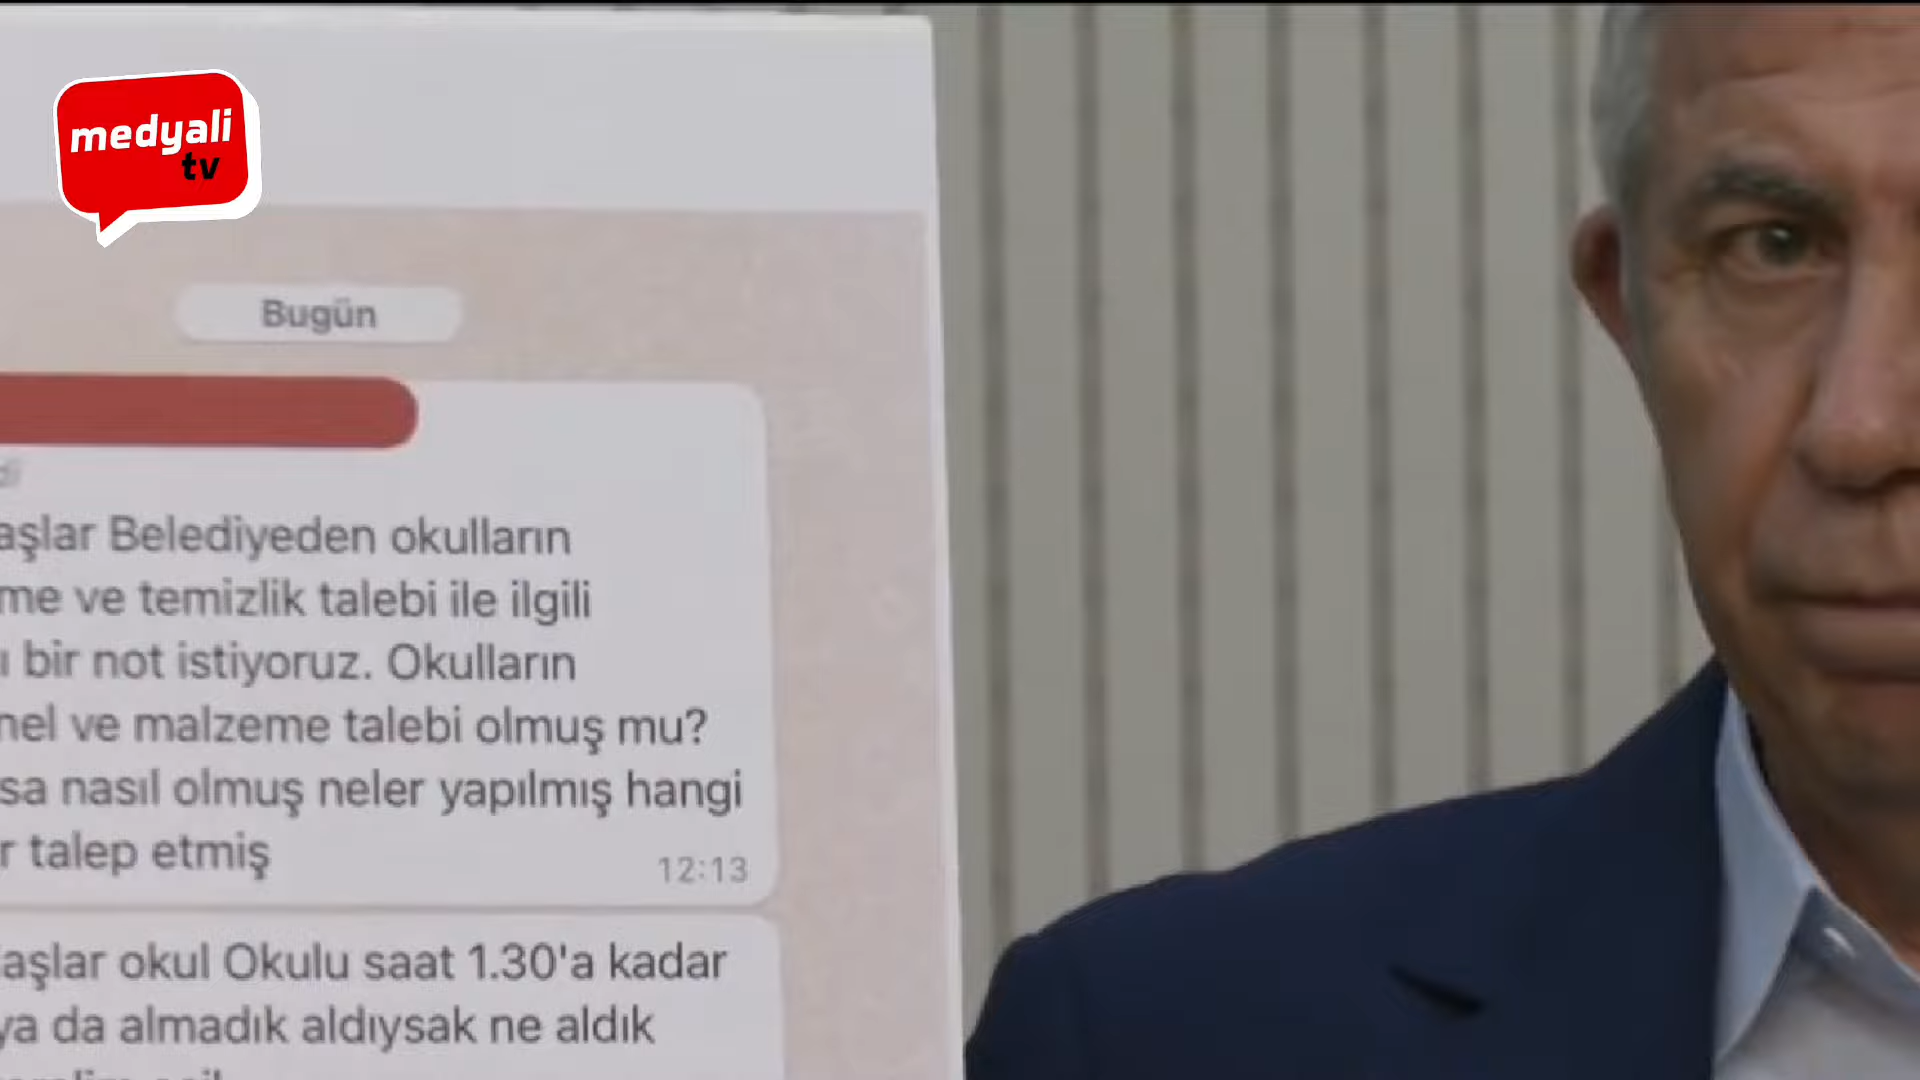 medyali
tv
Bugün
aşlar Belediyeden okulların
me ve temizlik talebi ile ilgili
ı bir not istiyoruz. Okulların
nel ve malzeme talebi olmuş mu?
sa nasıl olmuş neler yapılmış hangi
r talep etmiş
12:13
aşlar okul Okulu saat 1.30'a kadar
ya da almadık aldıysak ne aldık